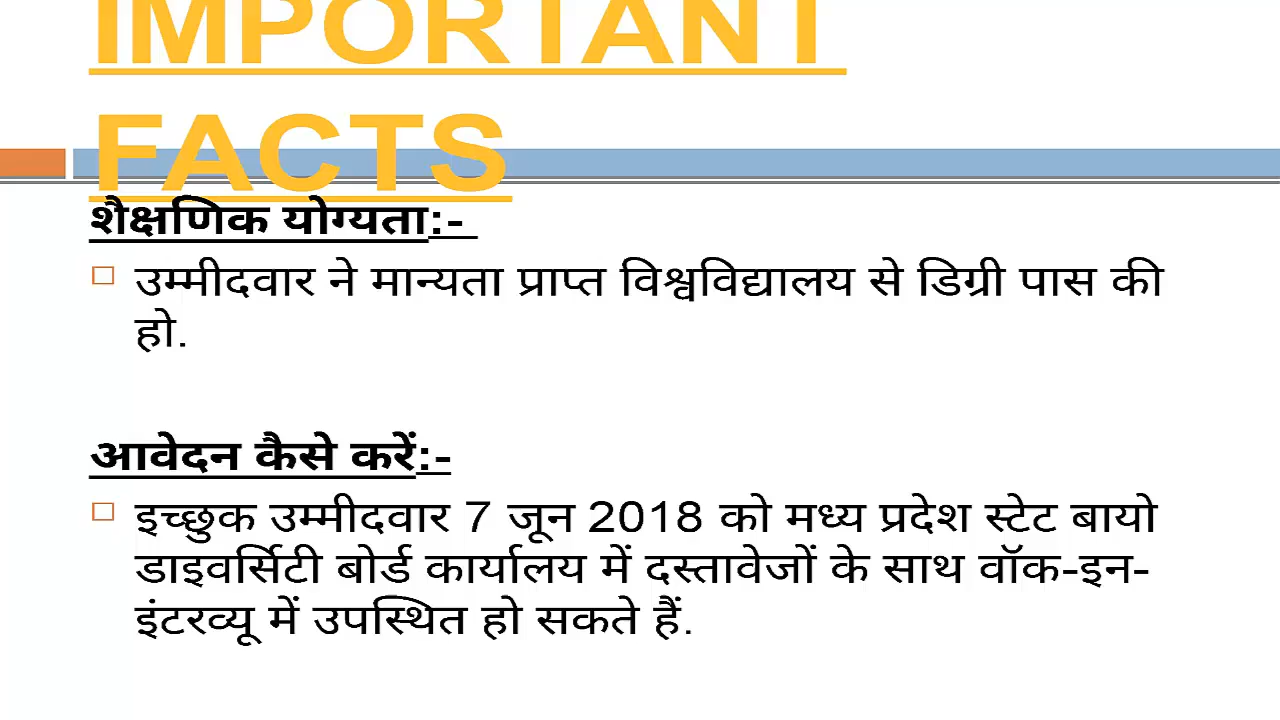 IMPORTANT
FACTS
शैक्षणिक योग्यता:-
उम्मीदवार ने मान्यता प्राप्त विश्वविद्यालय से डिग्री पास की
हो.
आवेदन कैसे करें:-
इच्छुक उम्मीदवार 7 जून 2018 को मध्य प्रदेश स्टेट बायो
डाइवर्सिटी बोर्ड कार्यालय में दस्तावेजों के साथ वॉक-इन-
इंटरव्यू में उपस्थित हो सकते हैं.